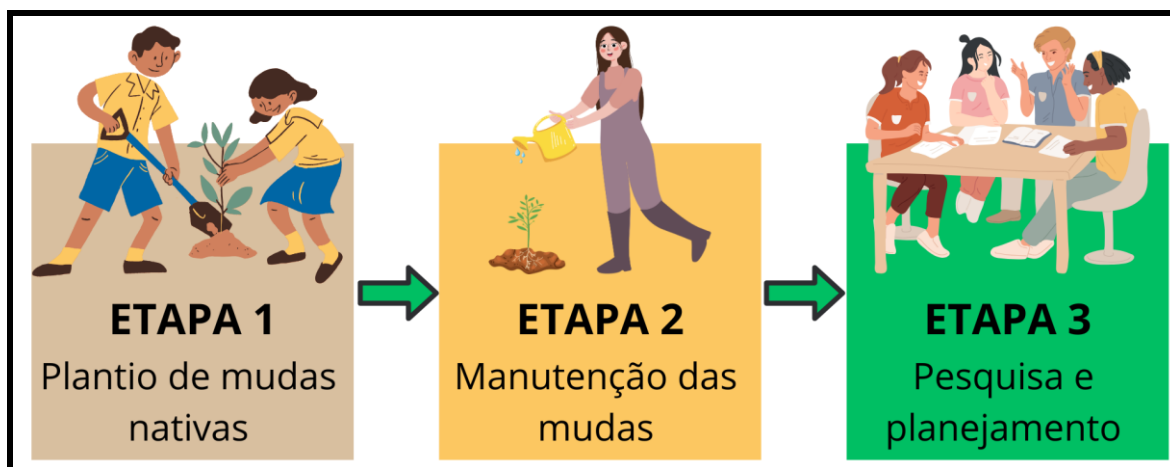 ETAPA 1
Plantio de mudas
nativas
ETAPA 2
Manutenção das
mudas
ETAPA 3
Pesquisa e
planejamento